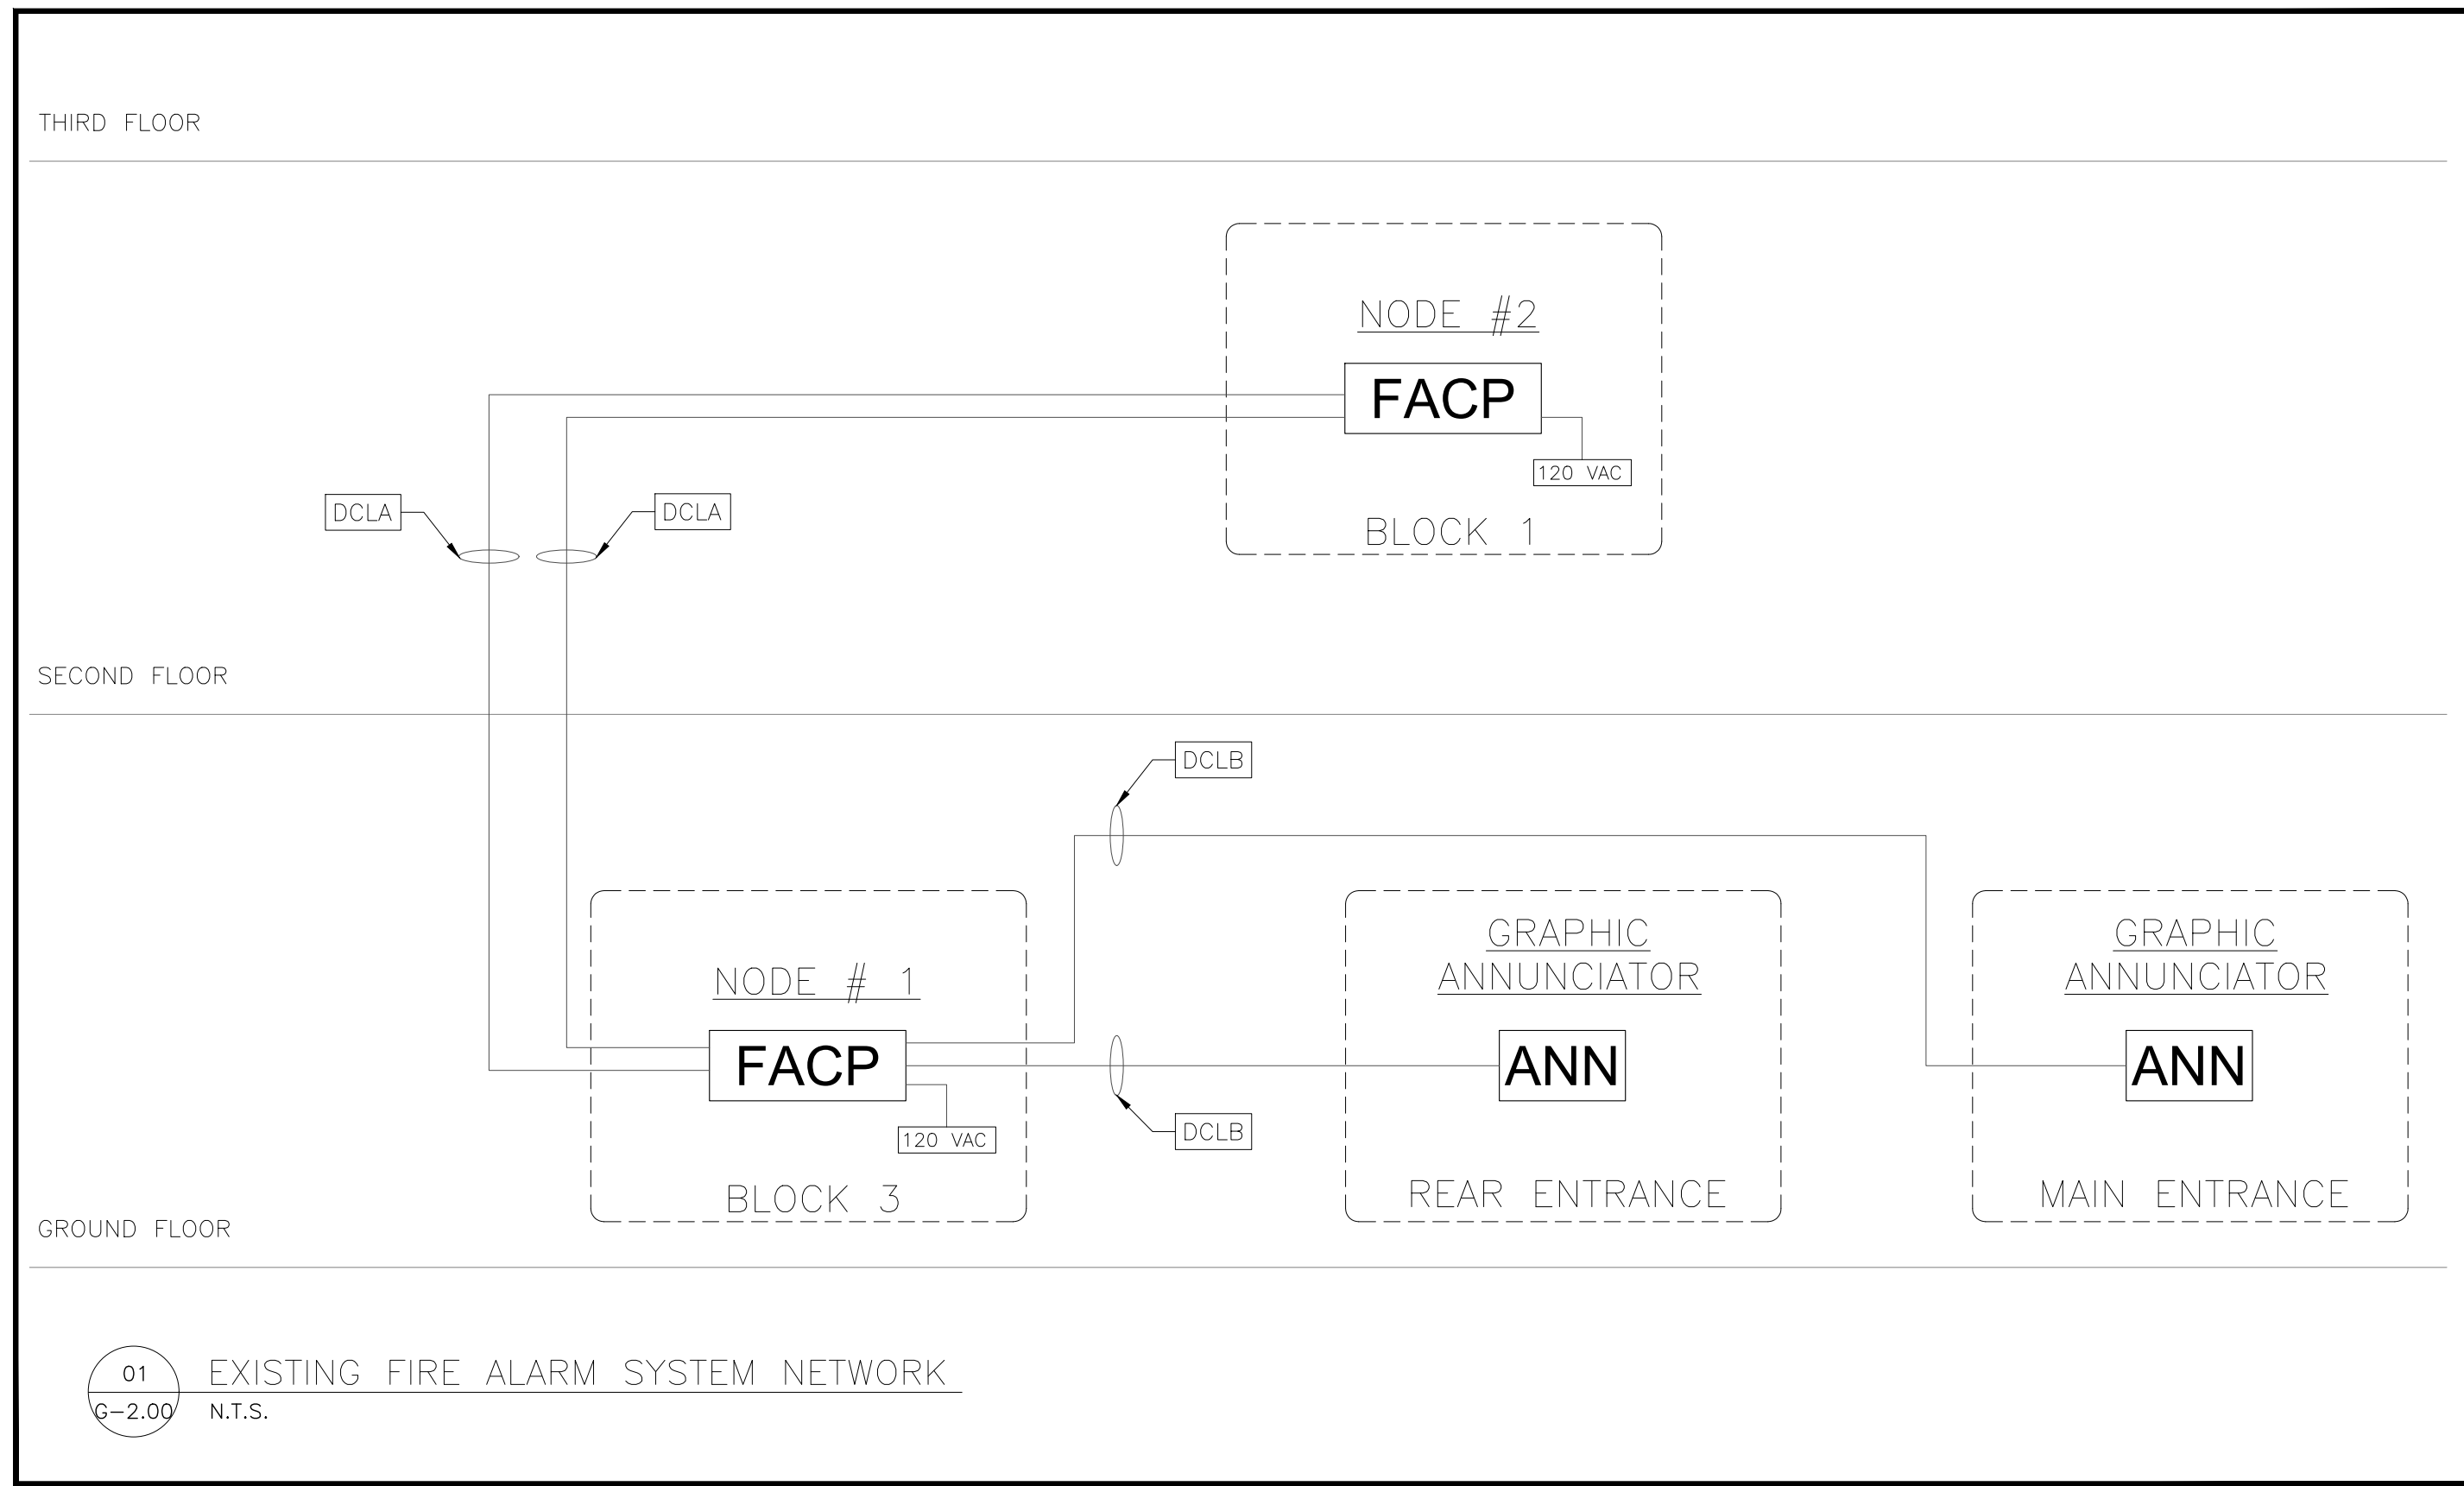 THIRD FLOOR
NODE #2
FACP
120 VAC
BLOCK 1
DCLA
DCLA
SECOND FLOOR
DCLB
NODE # 1
FACP
120 VAC
BLOCK 3
DCLB
GRAPHIC
ANNUNCIATOR
ANN
REAR ENTRANCE
GRAPHIC
ANNUNCIATOR
ANN
MAIN ENTRANCE
GROUND FLOOR
01
G-2.00
EXISTING FIRE ALARM SYSTEM NETWORK
N.T.S.